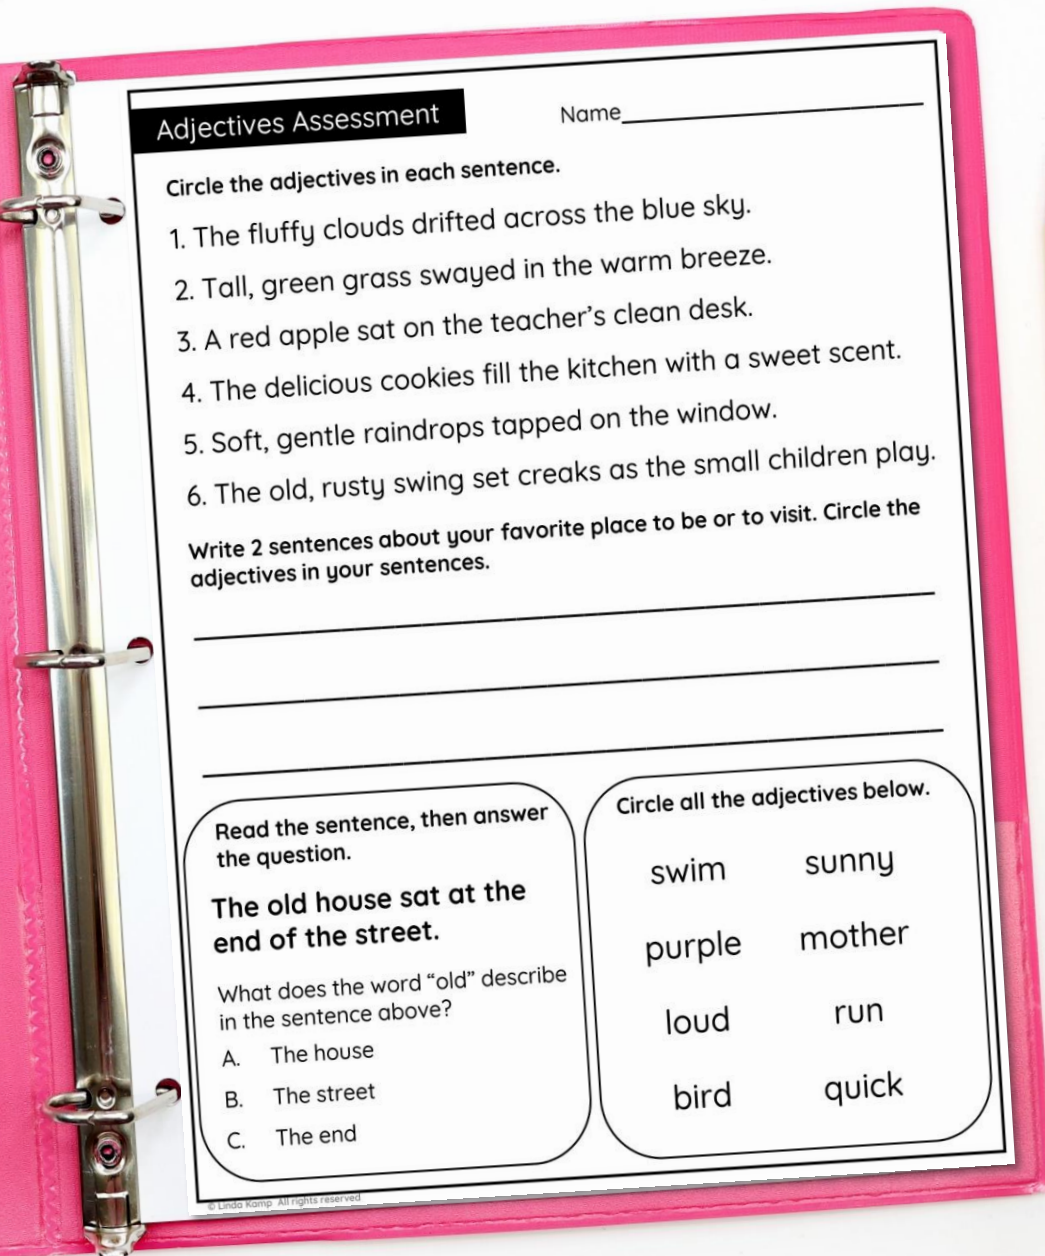 Adjectives Assessment
Name
Circle the adjectives in each sentence.
1. The fluffy clouds drifted across the blue sky.
2. Tall, green grass swayed in the warm breeze.
3. A red apple sat on the teacher's clean desk.
4. The delicious cookies fill the kitchen with a sweet scent.
5. Soft, gentle raindrops tapped on the window.
6. The old, rusty swing set creaks as the small children play.
Write 2 sentences about your favorite place to be or to visit. Circle the
adjectives in your sentences.
Read the sentence, then answer
the question.
The old house sat at the
end of the street.
What does the word “old” describe
in the sentence above?
A. The house
B. The street
C. The end
Circle all the adjectives below.
swim sunny
purple mother
loud run
bird quick
© Linda Kamp All rights reserved